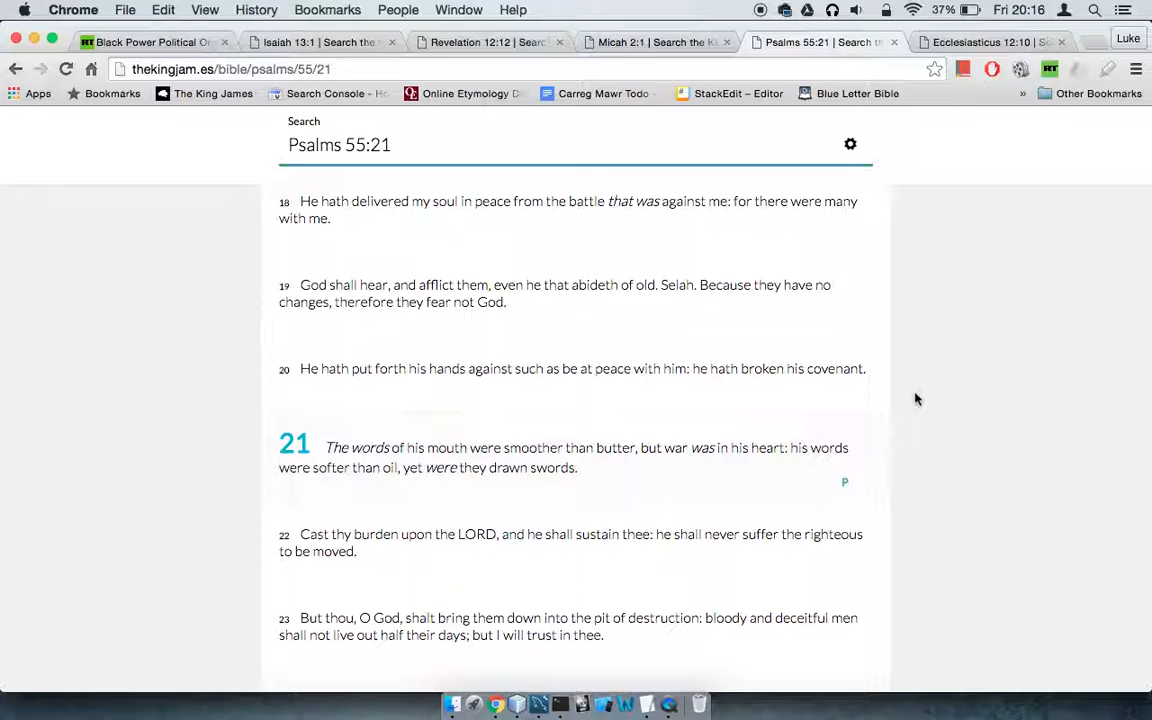 Chrome File Edit View History Bookmarks People Window Help 37% Fri 20:16
Black Power Political Or Isaiah 13:1 | Search the Revelation 12:12 | Searc Micah 2:1 | Search the K Psalms 55:21 | Search th Ecclesiasticus 12:10 | S Luke
thekingjam.es/bible/psalms/55/21
Apps Bookmarks The King James Search Console - Ho Online Etymology D Carreg Mawr Todo StackEdit – Editor Blue Letter Bible » Other Bookmarks
Search
Psalms 55:21
18 He hath delivered my soul in peace from the battle that was against me: for there were many
with me.
19 God shall hear, and afflict them, even he that abideth of old. Selah. Because they have no
changes, therefore they fear not God.
20 He hath put forth his hands against such as be at peace with him: he hath broken his covenant.
21 The words of his mouth were smoother than butter, but war was in his heart: his words
were softer than oil, yet were they drawn swords.
P
22 Cast thy burden upon the LORD, and he shall sustain thee: he shall never suffer the righteous
to be moved.
23 But thou, O God, shalt bring them down into the pit of destruction: bloody and deceitful men
shall not live out half their days; but I will trust in thee.